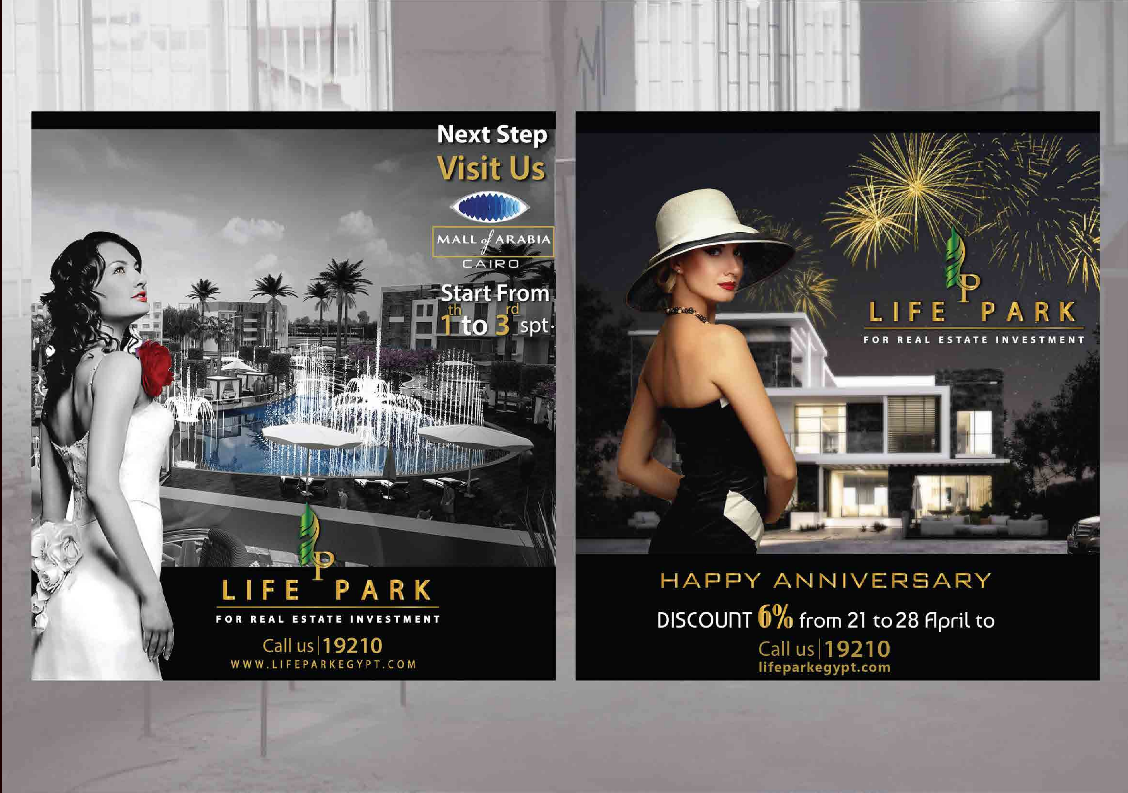 Next Step
Visit Us
MALL of ARABIA
CAIRO
Start From
1th to 3rd spt.
LP
LIFE PARK
FOR REAL ESTATE INVESTMENT
Call us | 19210
WWW.LIFEPARKEGYPT.COM
LP
LIFE PARK
FOR REAL ESTATE INVESTMENT
HAPPY ANNIVERSARY
DISCOUNT 6% from 21 to 28 April to
Call us | 19210
lifeparkegypt.com